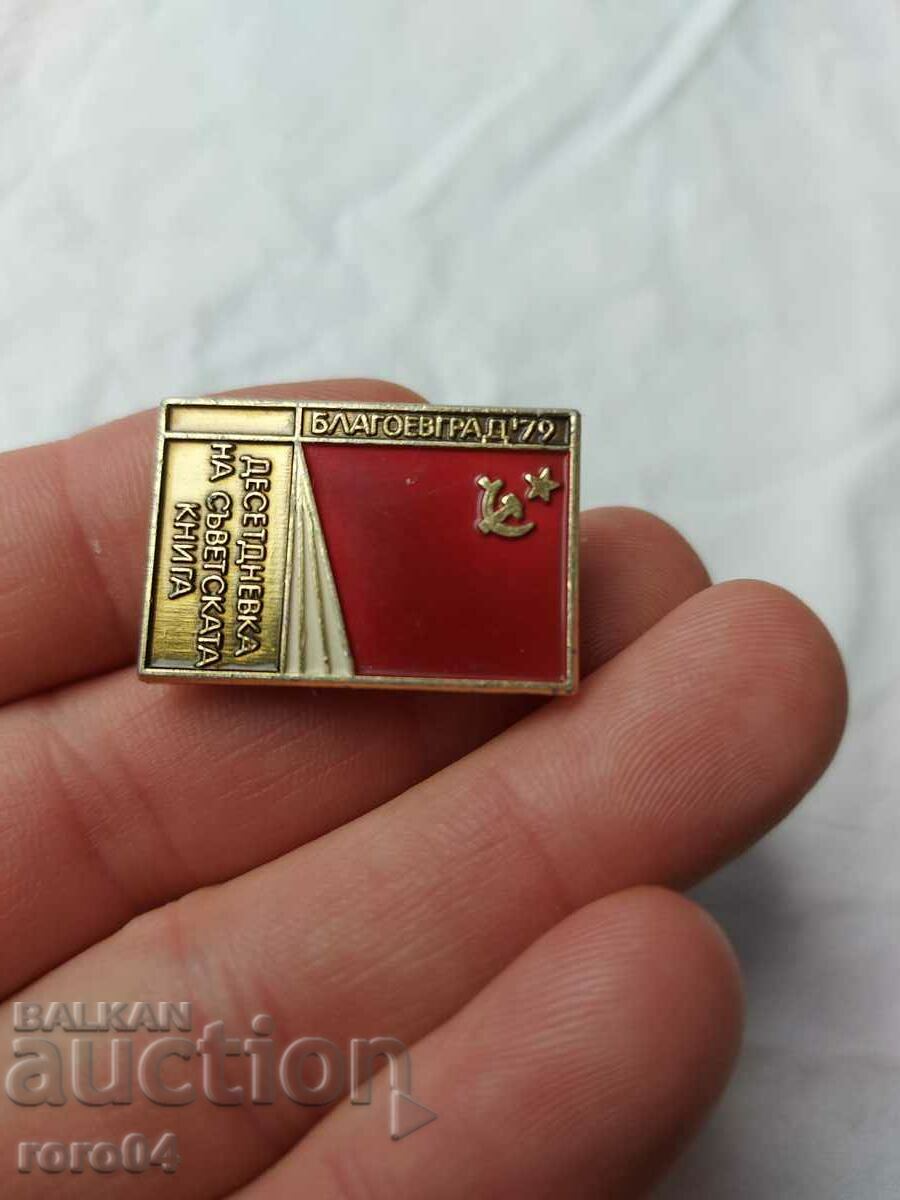 БЛАГОЕВГРАД'79
ДЕСЕТДНЕВКА
НА СЪВЕТСКАТА
КНИГА
BALKAN
auction
roro04